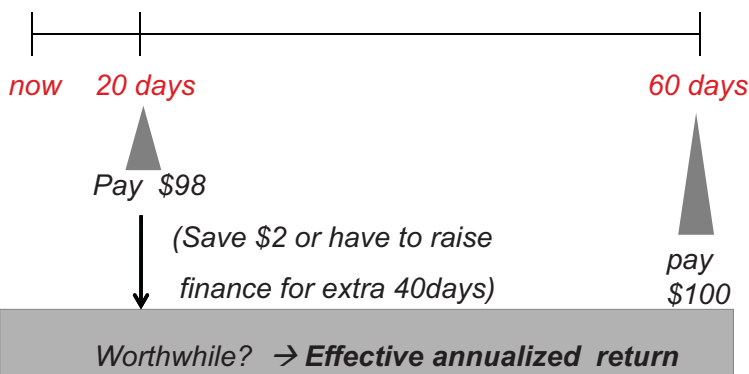 now 20 days 60 days
Pay $98
(Save $2 or have to raise
finance for extra 40days)
pay
$100
Worthwhile? → Effective annualized return